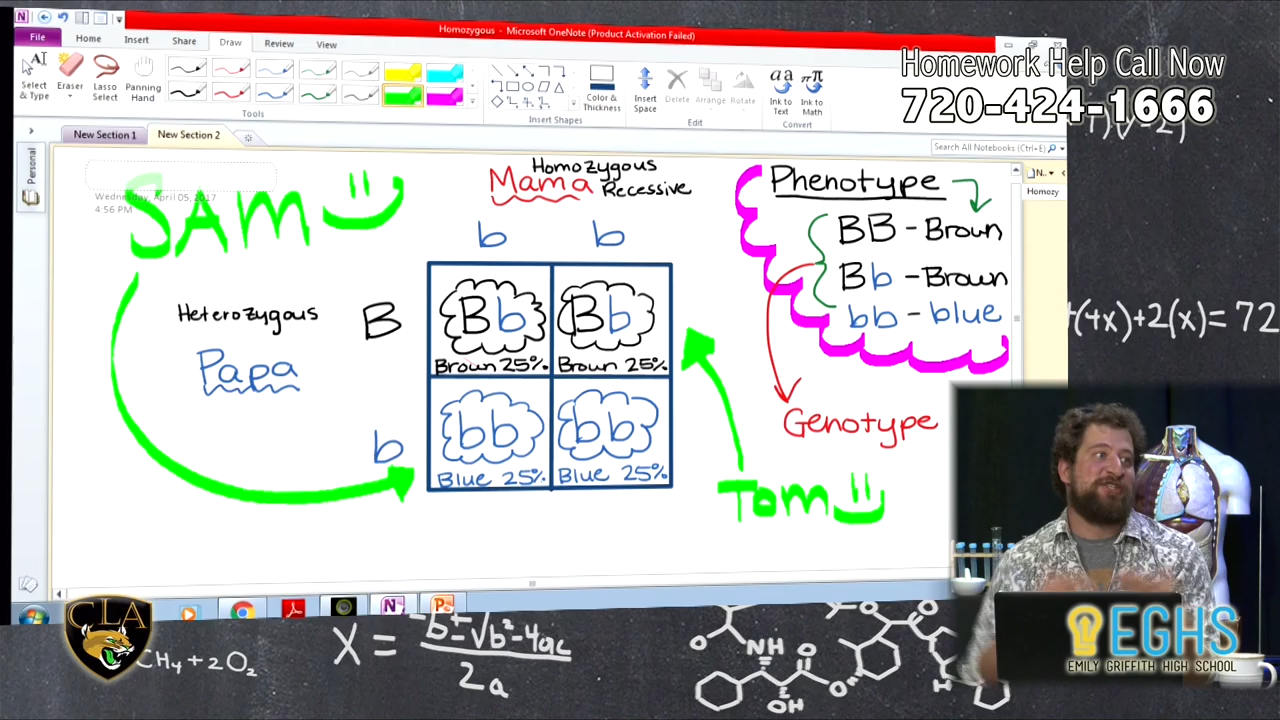 Homozygous - Microsoft OneNote (Product Activation Failed)
File Home Insert Share Draw Review View
Homework Help Call Now
720-424-1666
Select & Type
Eraser
Lasso Select
Panning Hand
Color & Thickness
Insert Space
Delete
Arrange
Rotate
Ink to Text
Ink to Math
Tools
Insert Shapes
Edit
Convert
New Section 1
New Section 2
Search All Notebooks (Ctrl+E)
Personal
N..
Homozy
Wednesday, April 05, 2017
4:56 PM
SAM
Homozygous
Mama Recessive
b b
Heterozygous
Papa
B
b
Bb Bb
Brown 25% Brown 25%
bb bb
Blue 25% Blue 25%
Phenotype
BB - Brown
Bb - Brown
bb - blue
Genotype
Tom
(4x)+2(x)=72
CLA
CH4 + 2O2
X = -b±√b²-4ac
2a
O
NH
O
O
OH
O
H
EGHS
EMILY GRIFFITH HIGH SCHOOL